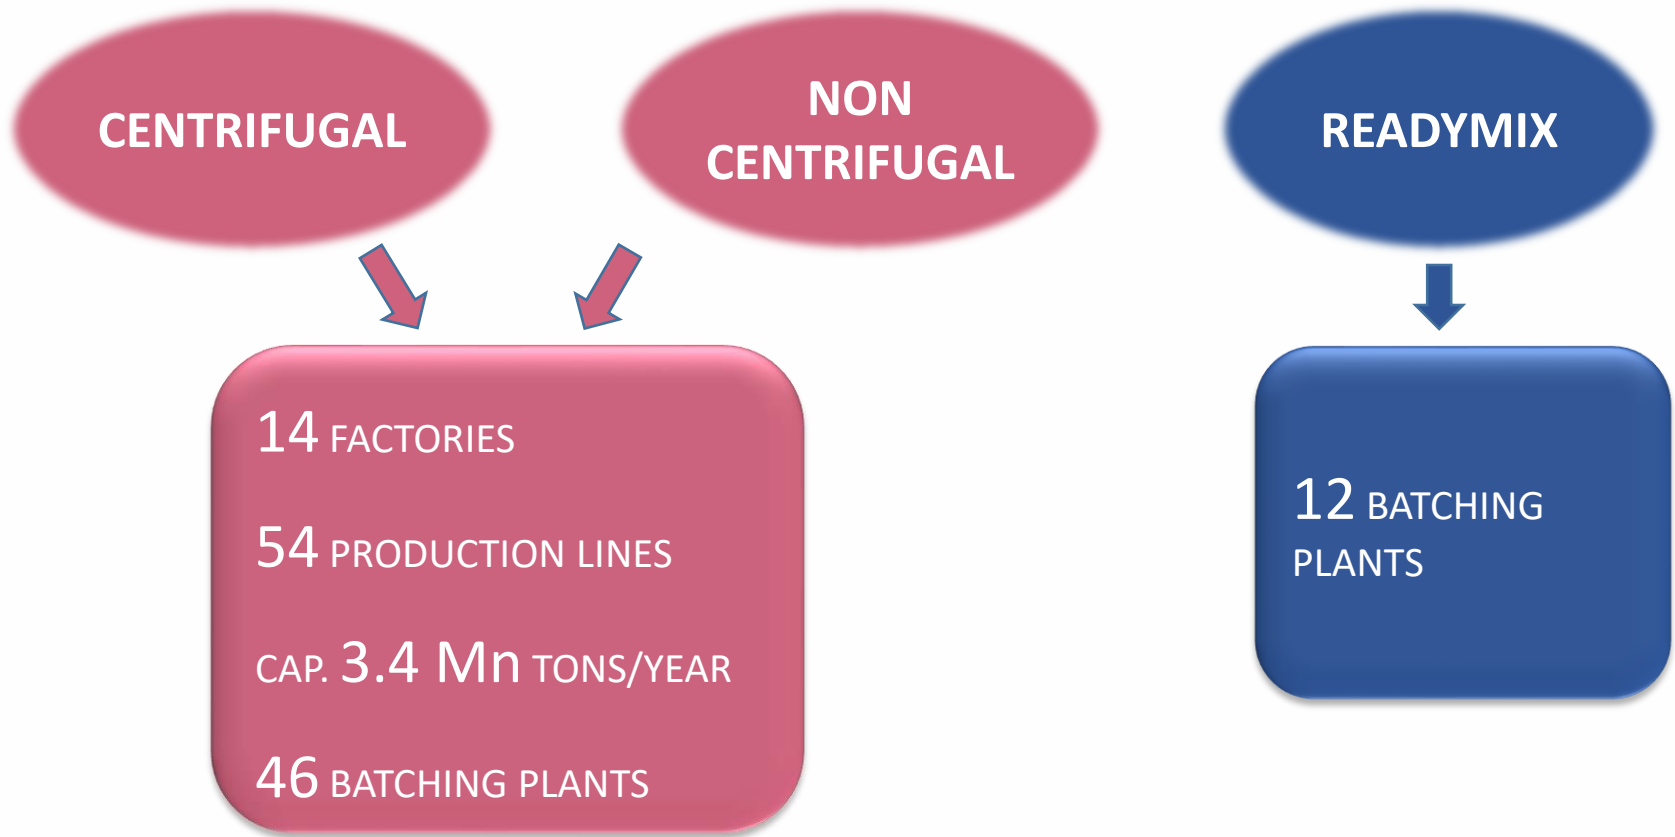 CENTRIFUGAL
NON
CENTRIFUGAL
READYMIX
14 FACTORIES
54 PRODUCTION LINES
CAP. 3.4 Mn TONS/YEAR
46 BATCHING PLANTS
12 BATCHING
PLANTS